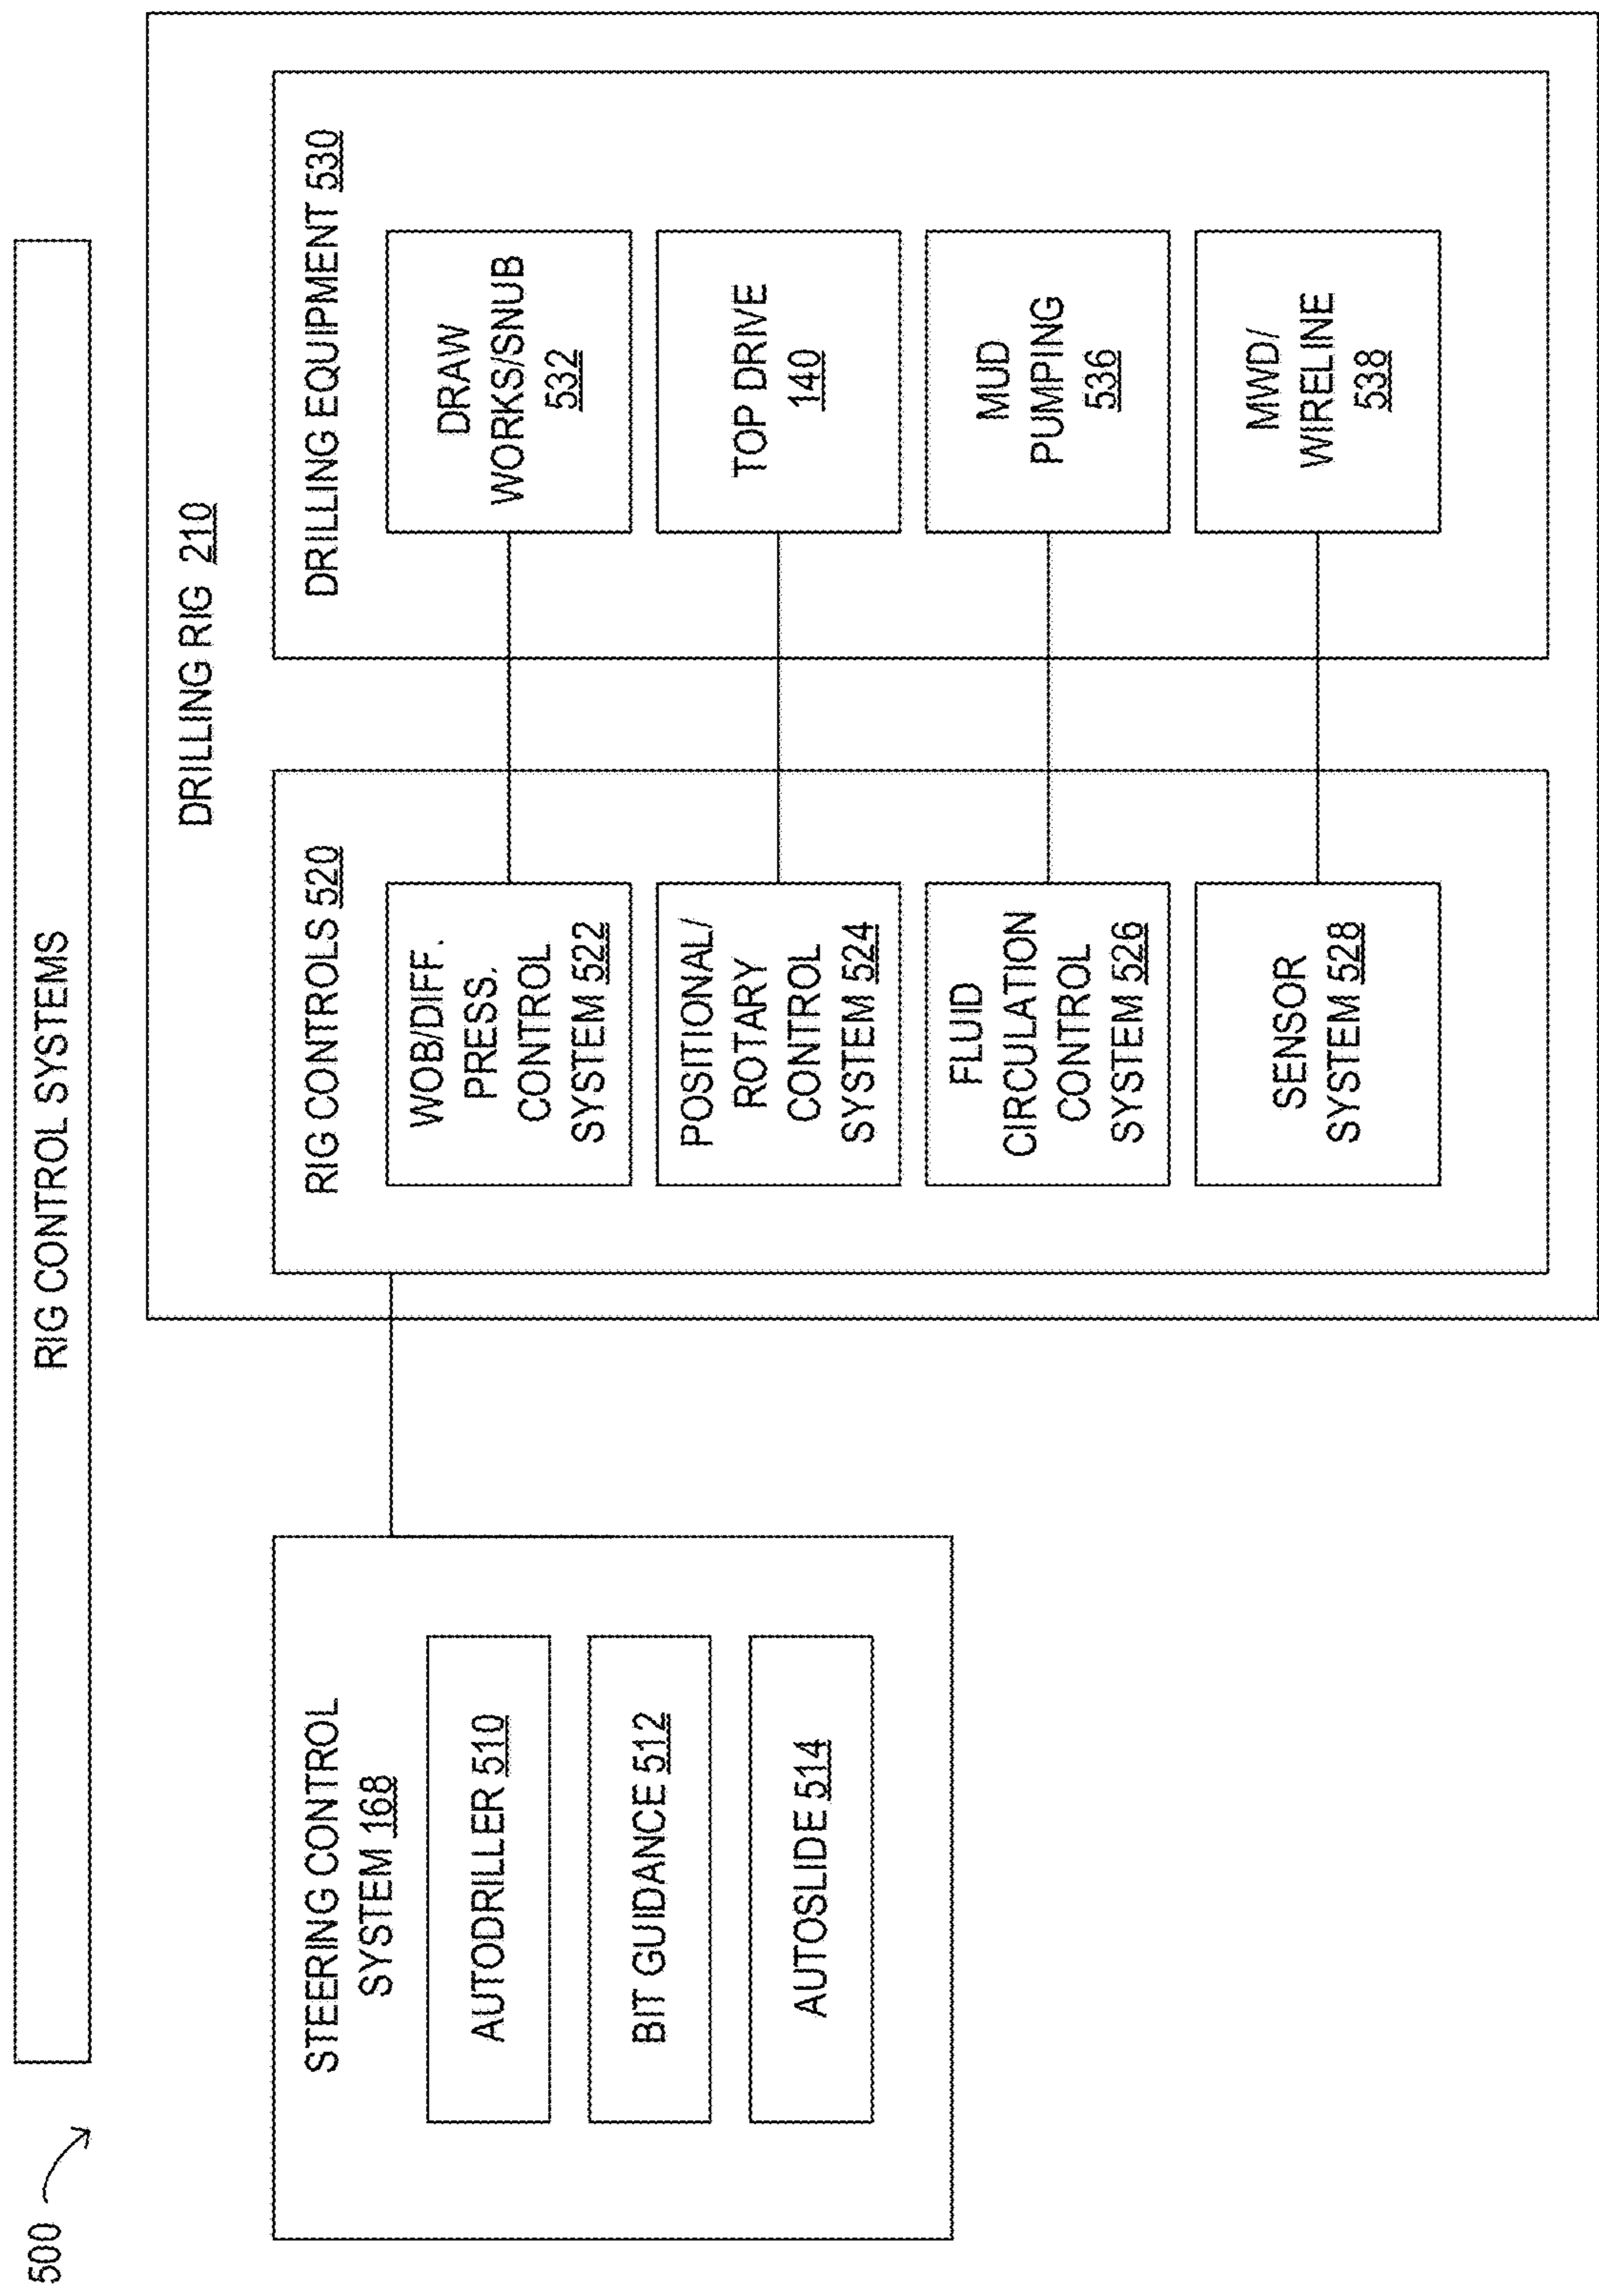 500
RIG CONTROL SYSTEMS
STEERING CONTROL
SYSTEM 168
AUTODRILLER 510
BIT GUIDANCE 512
AUTOSLIDE 514
DRILLING RIG 210
RIG CONTROLS 520
WOB/DIFF.
PRESS.
CONTROL
SYSTEM 522
POSITIONAL/
ROTARY
CONTROL
SYSTEM 524
FLUID
CIRCULATION
CONTROL
SYSTEM 526
SENSOR
SYSTEM 528
DRILLING EQUIPMENT 530
DRAW
WORKS/SNUB
532
TOP DRIVE
140
MUD
PUMPING
536
MWD/
WIRELINE
538